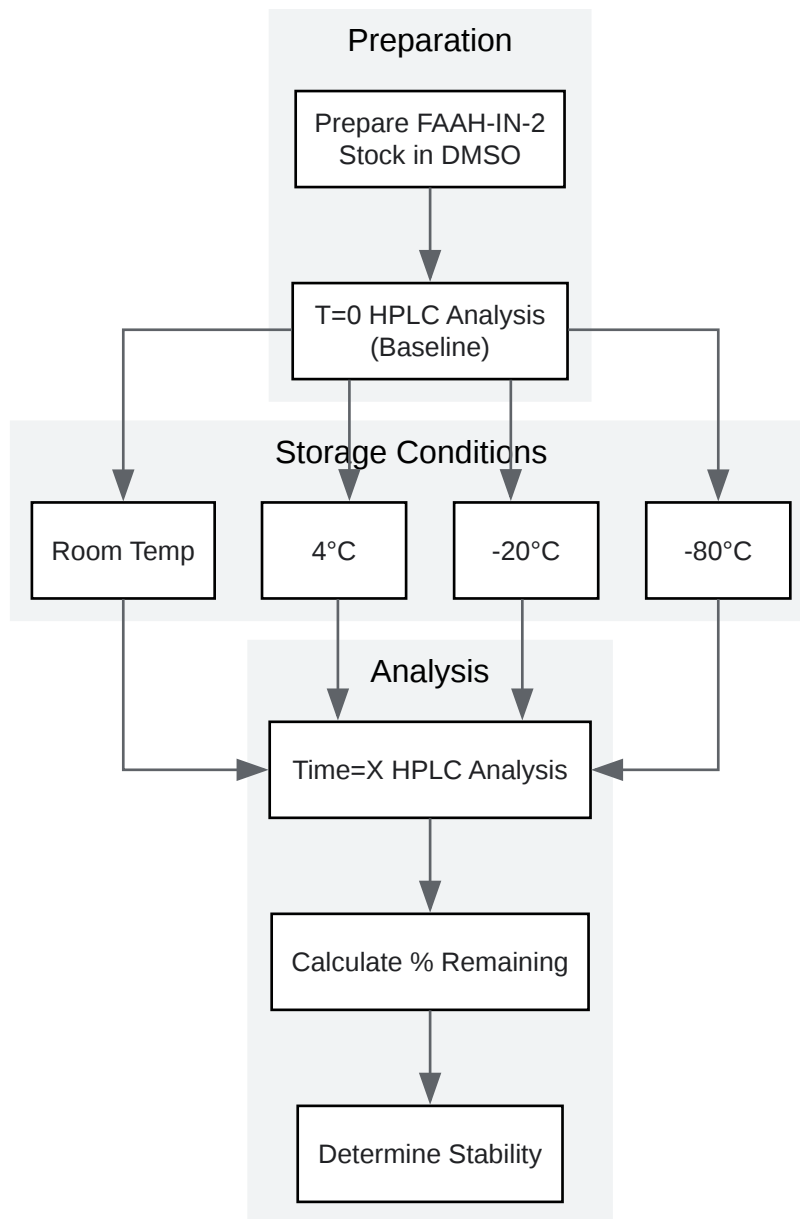 Preparation
Prepare FAAH-IN-2
Stock in DMSO
T=0 HPLC Analysis
(Baseline)
Storage Conditions
Room Temp
4°C
-20°C
-80°C
Analysis
Time=X HPLC Analysis
Calculate % Remaining
Determine Stability